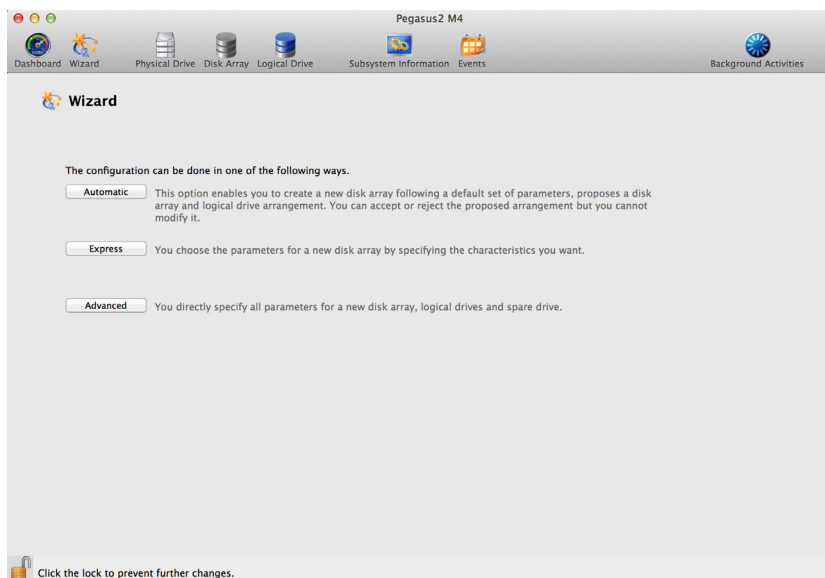 Pegasus2 M4
Dashboard Wizard Physical Drive Disk Array Logical Drive Subsystem Information Events Background Activities
Wizard
The configuration can be done in one of the following ways.
Automatic This option enables you to create a new disk array following a default set of parameters, proposes a disk
array and logical drive arrangement. You can accept or reject the proposed arrangement but you cannot
modify it.
Express You choose the parameters for a new disk array by specifying the characteristics you want.
Advanced You directly specify all parameters for a new disk array, logical drives and spare drive.
Click the lock to prevent further changes.